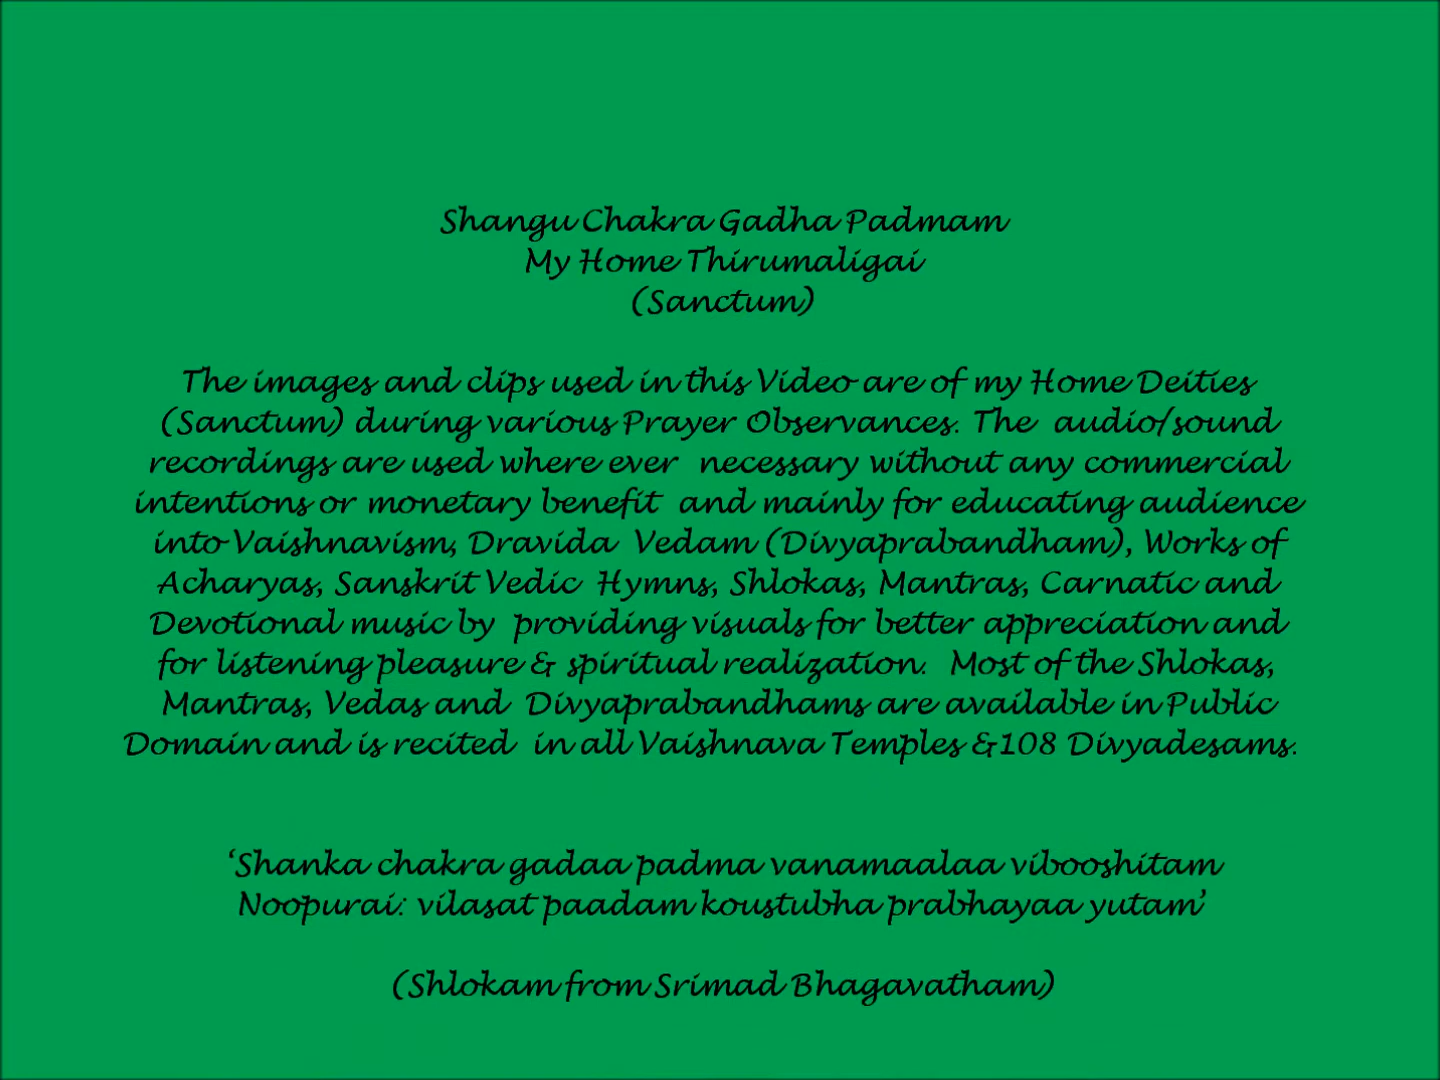 Shangu Chakra Gadha Padmam
My Home Thirumaligai
(Sanctum)
The images and clips used in this Video are of my Home Deities
(Sanctum) during various Prayer Observances. The audio/sound
recordings are used where ever necessary without any commercial
intentions or monetary benefit and mainly for educating audience
into Vaishnavism, Dravida Vedam (Divyaprabandham), Works of
Acharyas, Sanskrit Vedic Hymns, Shlokas, Mantras, Carnatic and
Devotional music by providing visuals for better appreciation and
for listening pleasure & spiritual realization. Most of the Shlokas,
Mantras, Vedas and Divyaprabandhams are available in Public
Domain and is recited in all Vaishnava Temples &108 Divyadesams.
‘Shanka chakra gadaa padma vanamaalaa vibooshitam
Noopurai: vilasat paadam koustubha prabhayaa yutam’
(Shlokam from Srimad Bhagavatham)